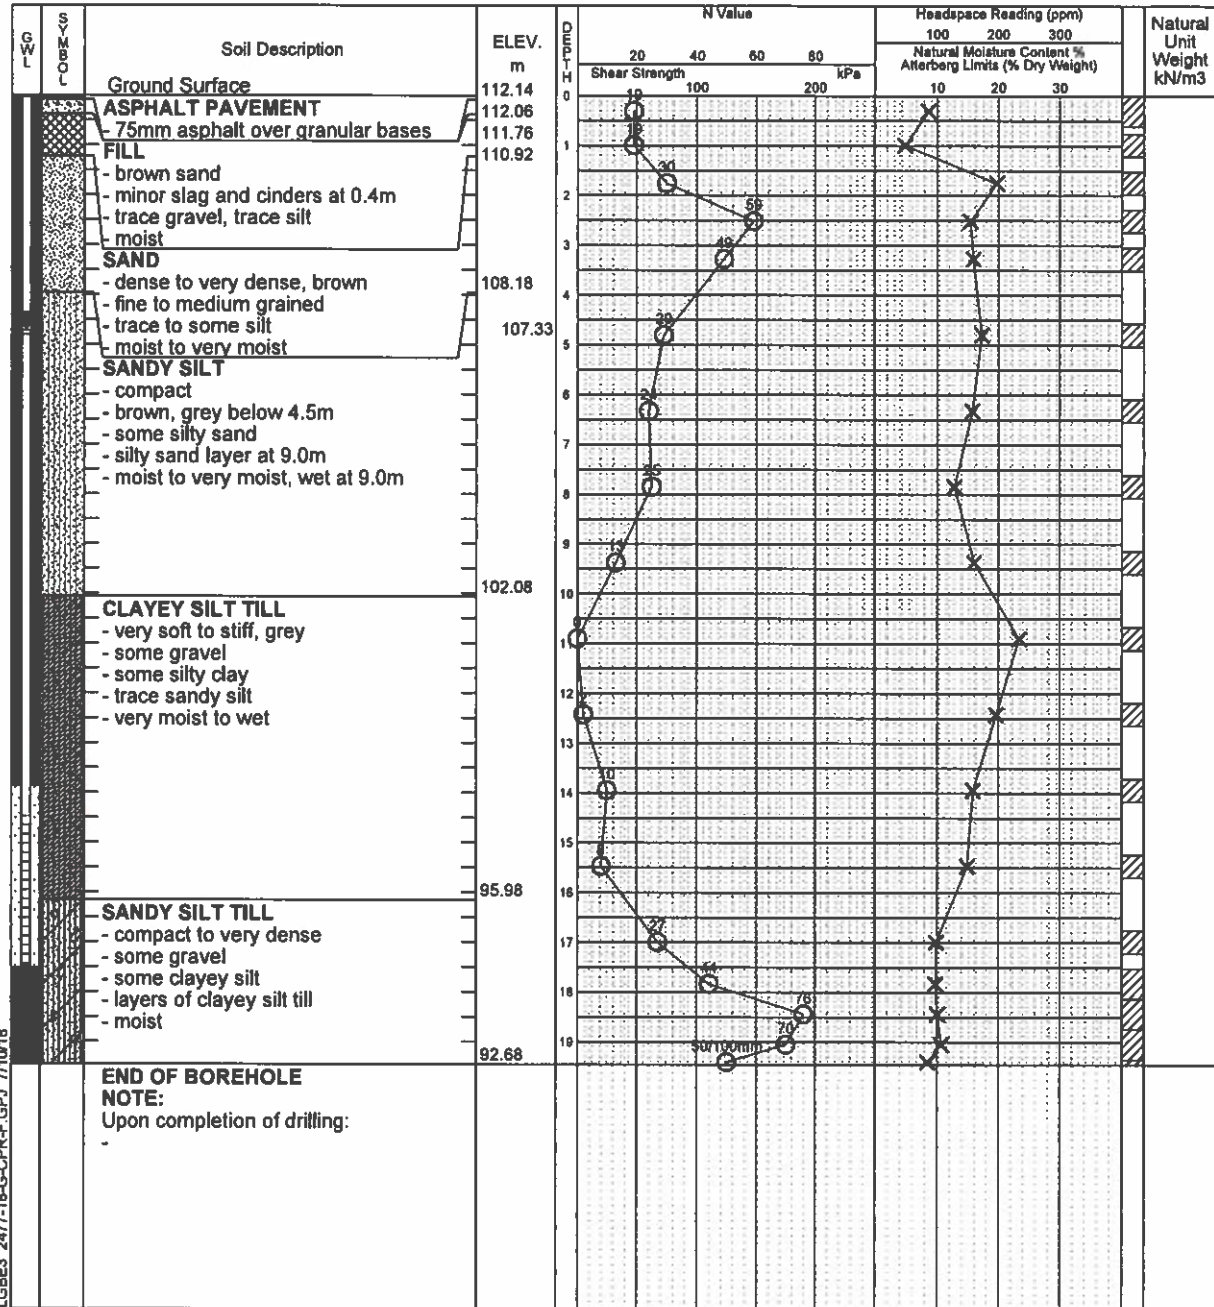 GWL
SYMBOL
Soil Description
ELEV.
m
DEPTH
N Value
20 40 60 80
Shear Strength kPa
100 200
Headspace Reading (ppm)
100 200 300
Natural Moisture Content %
Atterberg Limits (% Dry Weight)
10 20 30
Natural
Unit
Weight
kN/m3
Ground Surface 112.14
ASPHALT PAVEMENT 112.06
- 75mm asphalt over granular bases 111.76
FILL 110.92
- brown sand
- minor slag and cinders at 0.4m
- trace gravel, trace silt
- moist
SAND
- dense to very dense, brown 108.18
- fine to medium grained
- trace to some silt 107.33
- moist to very moist
SANDY SILT
- compact
- brown, grey below 4.5m
- some silty sand
- silty sand layer at 9.0m
- moist to very moist, wet at 9.0m
102.08
CLAYEY SILT TILL
- very soft to stiff, grey
- some gravel
- some silty clay
- trace sandy silt
- very moist to wet
95.98
SANDY SILT TILL
- compact to very dense
- some gravel
- some clayey silt
- layers of clayey silt till
- moist
92.68
END OF BOREHOLE
NOTE:
Upon completion of drilling:
-
0
1
2
3
4
5
6
7
8
9
10
11
12
13
14
15
16
17
18
19
19
19
30
59
49
29
24
25
13
0
10
27
44
76
70
50/100mm